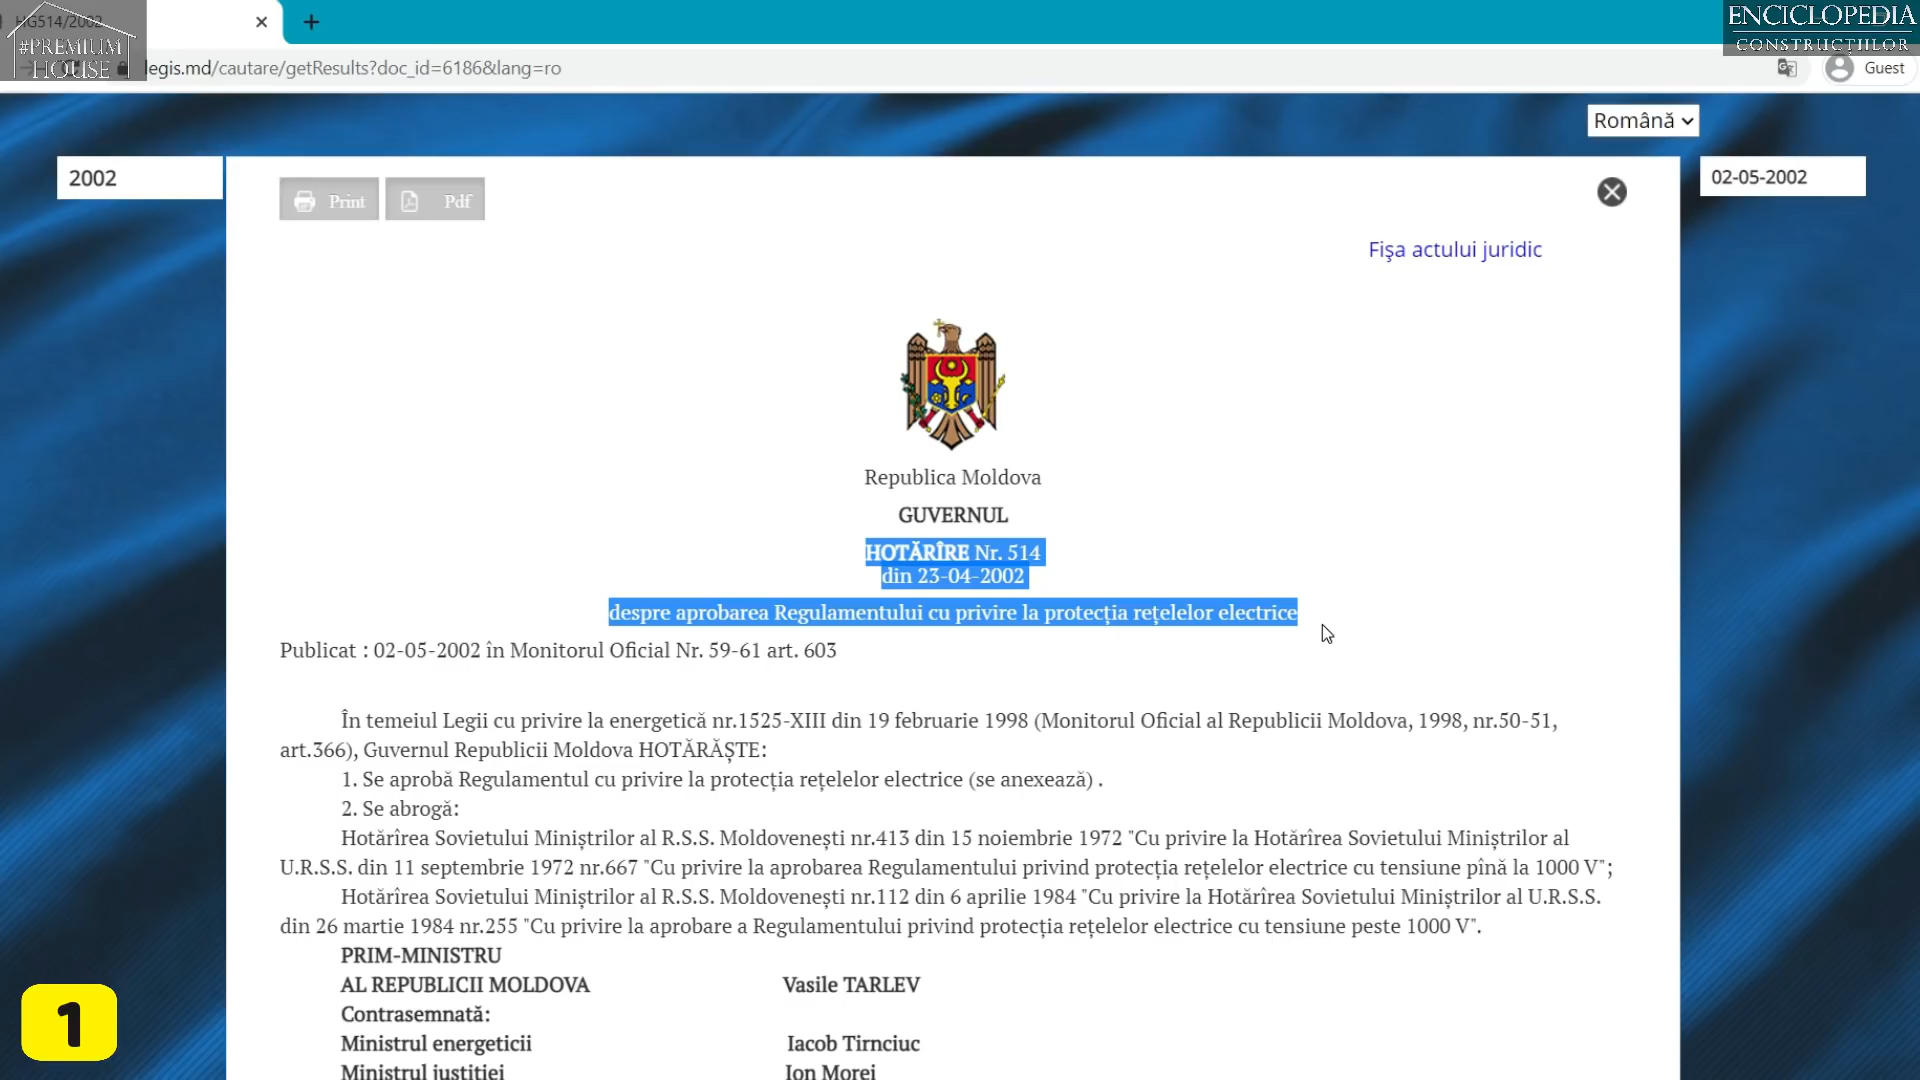 HG514/2002
#PREMIUM
HOUSE
ENCICLOPEDIA
CONSTRUCȚIILOR
legis.md/cautare/getResults?doc_id=6186&lang=ro
Guest
Română
2002
Print
Pdf
02-05-2002
Fişa actului juridic
Republica Moldova
GUVERNUL
HOTĂRÎRE Nr. 514
din 23-04-2002
despre aprobarea Regulamentului cu privire la protecția rețelelor electrice
Publicat : 02-05-2002 în Monitorul Oficial Nr. 59-61 art. 603
În temeiul Legii cu privire la energetică nr.1525-XIII din 19 februarie 1998 (Monitorul Oficial al Republicii Moldova, 1998, nr.50-51,
art.366), Guvernul Republicii Moldova HOTĂRĂȘTE:
1. Se aprobă Regulamentul cu privire la protecția rețelelor electrice (se anexează) .
2. Se abrogă:
Hotărîrea Sovietului Miniștrilor al R.S.S. Moldovenești nr.413 din 15 noiembrie 1972 "Cu privire la Hotărîrea Sovietului Miniștrilor al
U.R.S.S. din 11 septembrie 1972 nr.667 "Cu privire la aprobarea Regulamentului privind protecția rețelelor electrice cu tensiune pînă la 1000 V";
Hotărîrea Sovietului Miniștrilor al R.S.S. Moldovenești nr.112 din 6 aprilie 1984 "Cu privire la Hotărîrea Sovietului Miniștrilor al U.R.S.S.
din 26 martie 1984 nr.255 "Cu privire la aprobare a Regulamentului privind protecția rețelelor electrice cu tensiune peste 1000 V".
PRIM-MINISTRU
AL REPUBLICII MOLDOVA Vasile TARLEV
Contrasemnată:
Ministrul energeticii Iacob Tirnciuc
Ministrul justiției Ion Morei
1